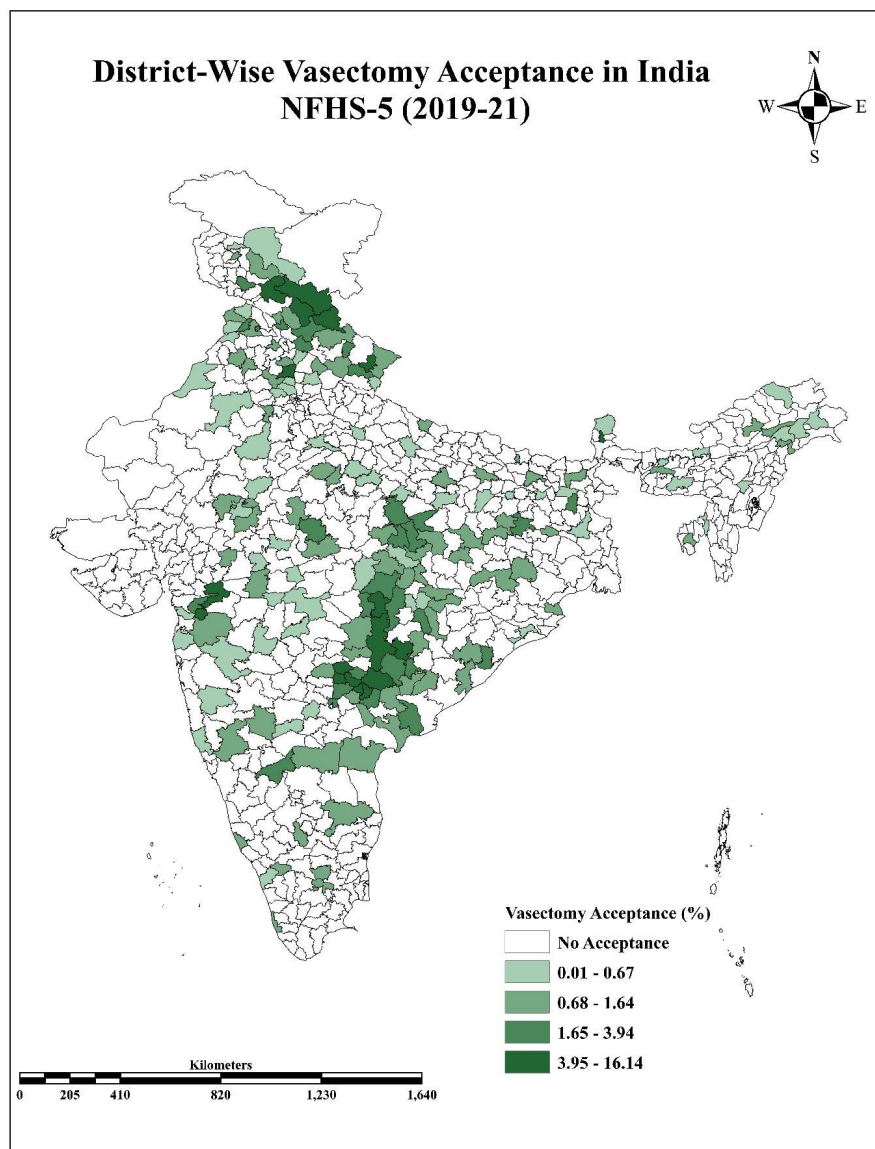 District-Wise Vasectomy Acceptance in India
NFHS-5 (2019-21)
N
W E
S
Vasectomy Acceptance (%)
No Acceptance
0.01 - 0.67
0.68 - 1.64
1.65 - 3.94
3.95 - 16.14
Kilometers
0 205 410 820 1,230 1,640